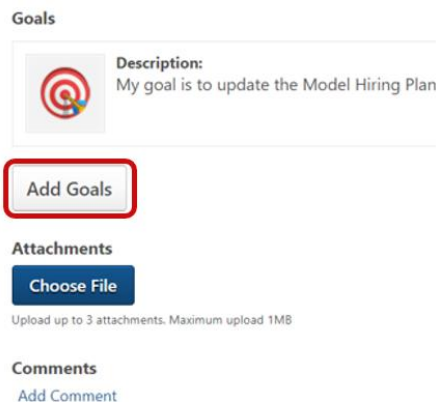 Goals
Description:
My goal is to update the Model Hiring Plan
Add Goals
Attachments
Choose File
Upload up to 3 attachments. Maximum upload 1MB
Comments
Add Comment